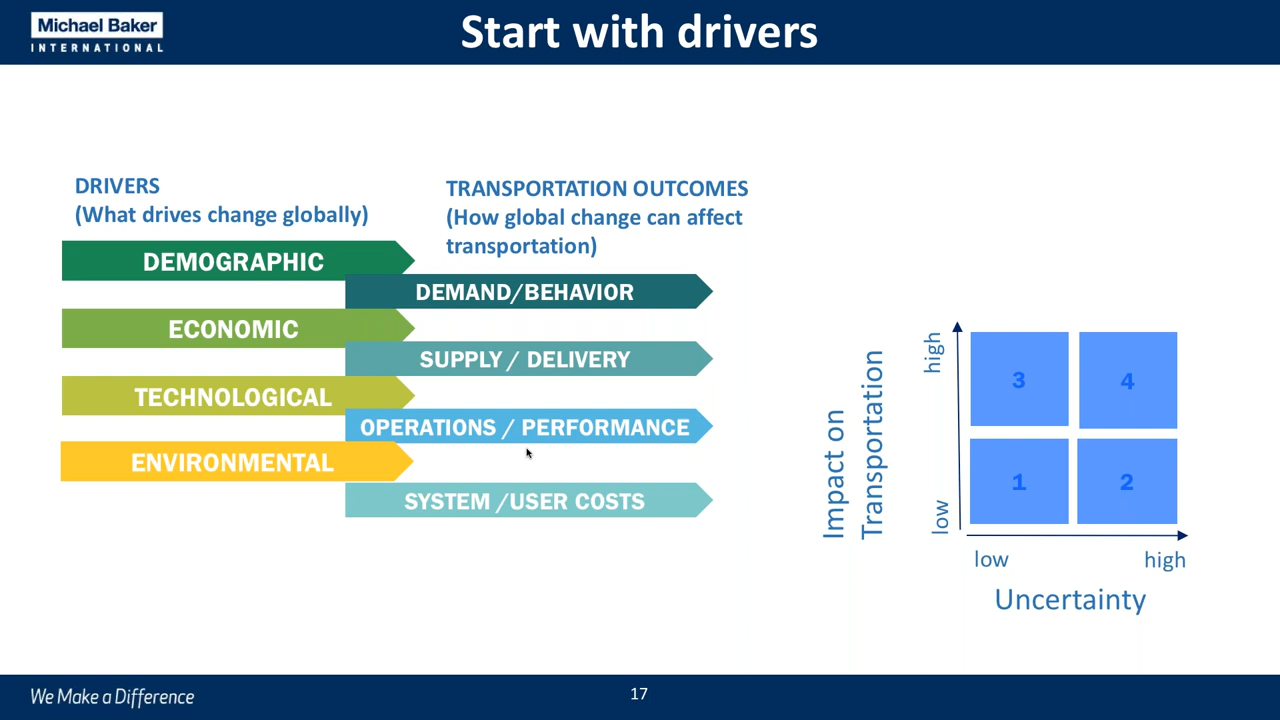 Michael Baker
INTERNATIONAL
Start with drivers
DRIVERS
(What drives change globally)
TRANSPORTATION OUTCOMES
(How global change can affect
transportation)
DEMOGRAPHIC
DEMAND/BEHAVIOR
ECONOMIC
SUPPLY / DELIVERY
TECHNOLOGICAL
OPERATIONS / PERFORMANCE
ENVIRONMENTAL
SYSTEM /USER COSTS
Impact on
Transportation
high
low
3
4
1
2
low
high
Uncertainty
We Make a Difference
17